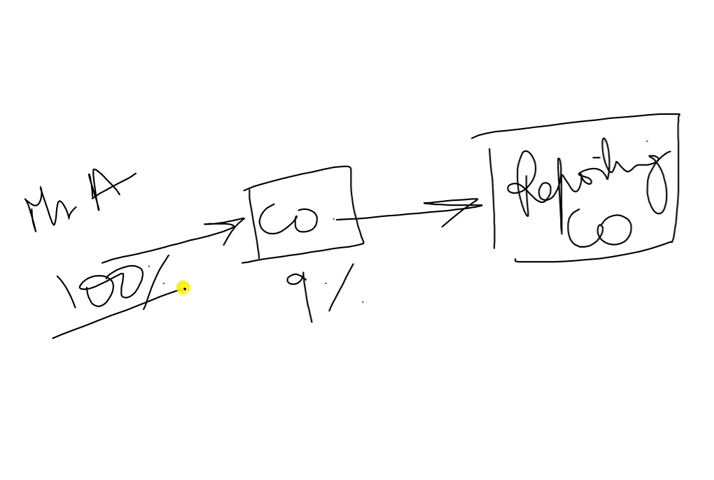 Mr A
100%
CO
9%
Reporting
CO